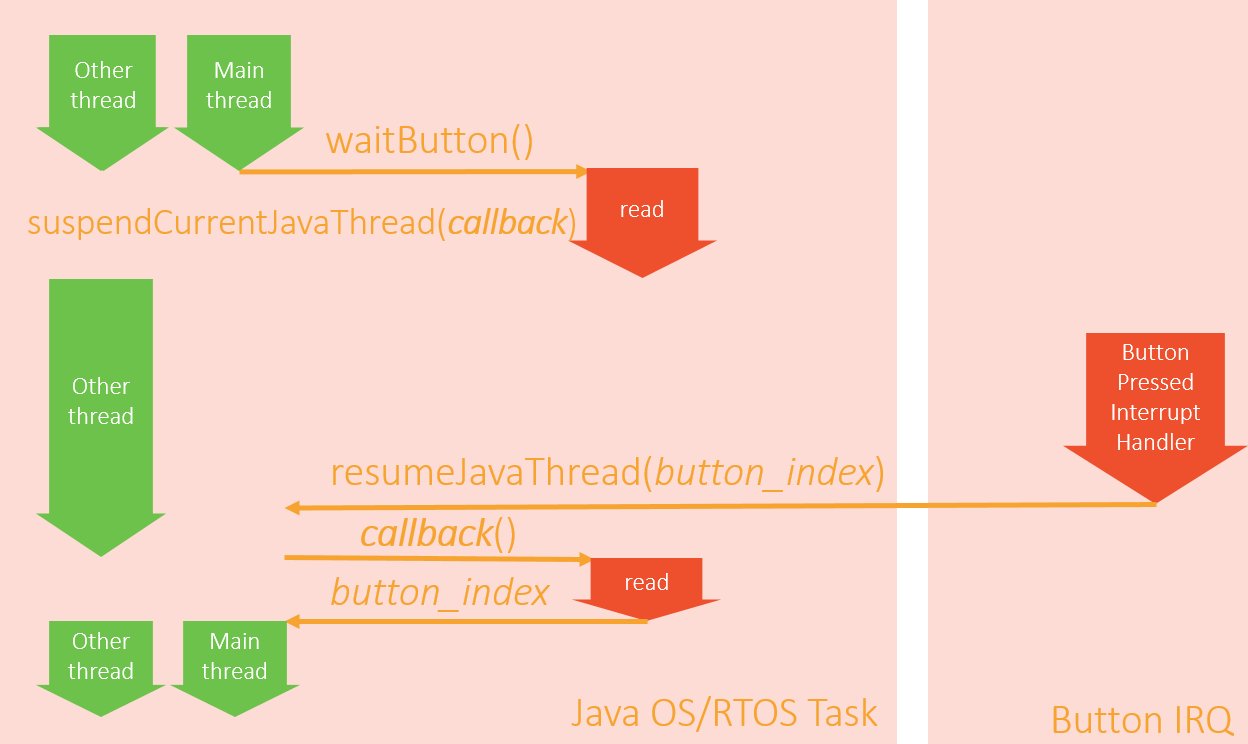 Other
thread
Main
thread
waitButton()
read
suspendCurrentJavaThread(callback)
Other
thread
Button
Pressed
Interrupt
Handler
resumeJavaThread(button_index)
callback()
read
button_index
Other
thread
Main
thread
Java OS/RTOS Task
Button IRQ